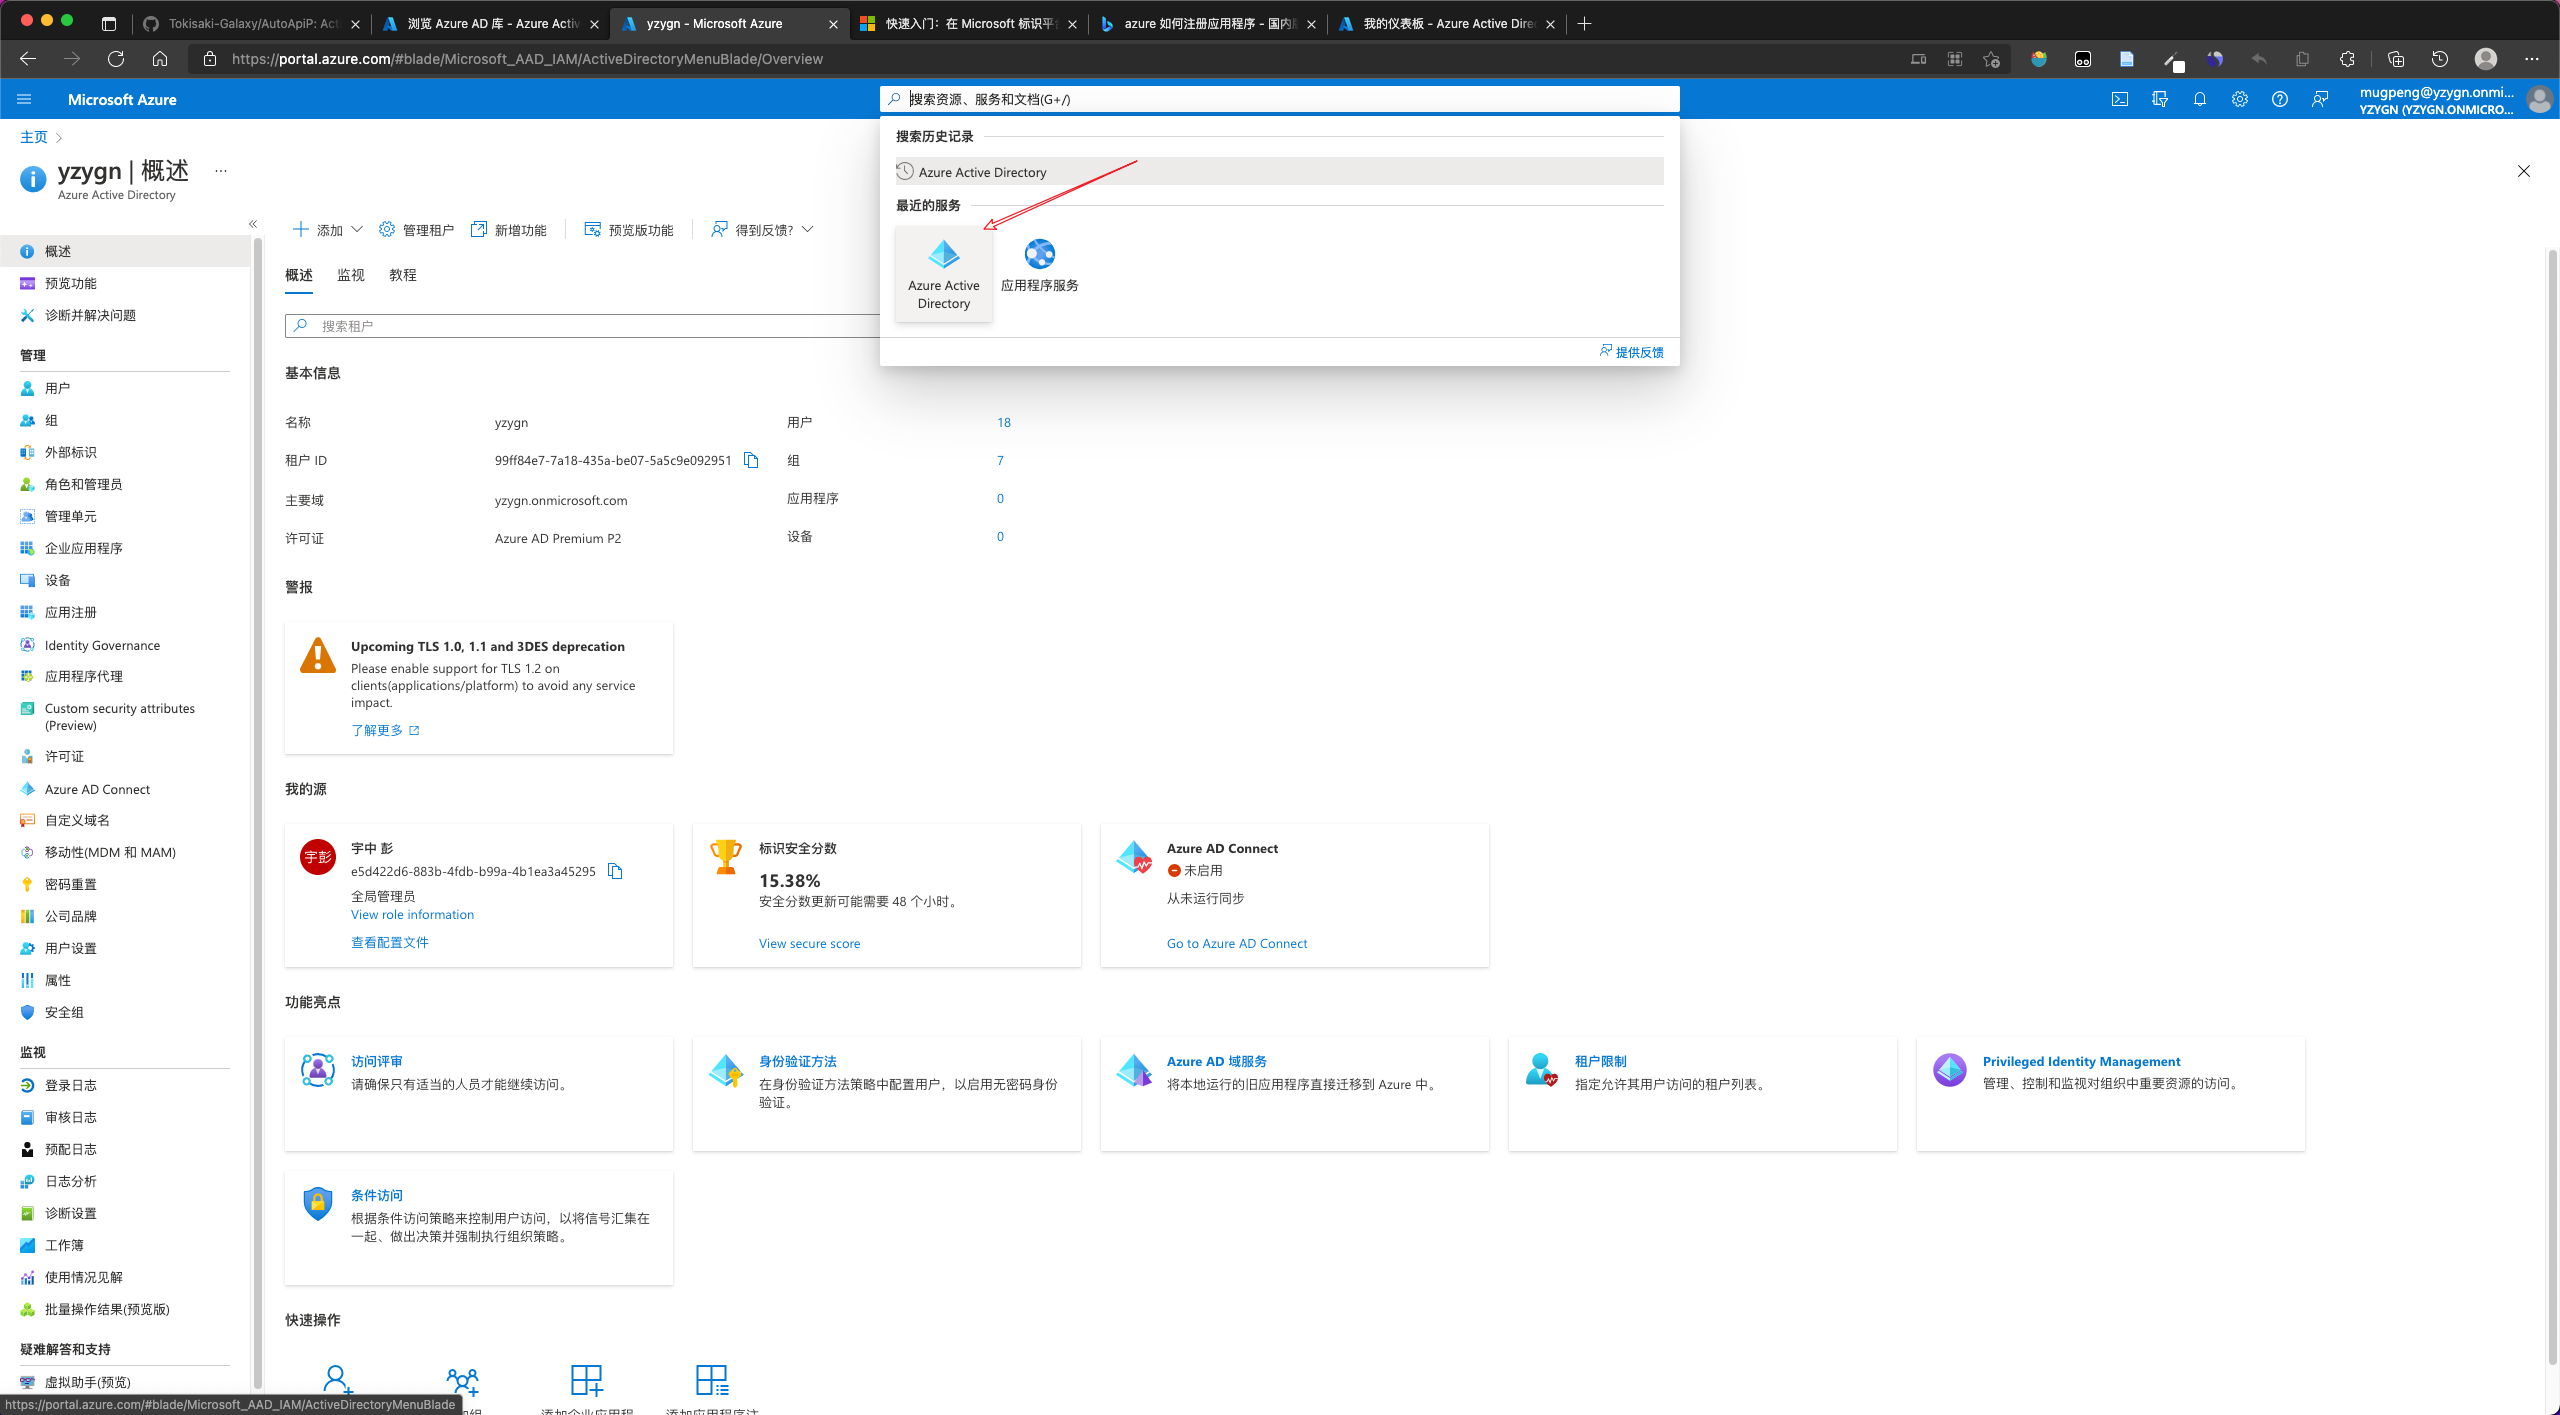 Tokisaki-Galaxy/AutoApiP: Act
浏览 Azure AD 库 - Azure Activ
yzygn - Microsoft Azure
快速入门：在 Microsoft 标识平台
azure 如何注册应用程序 - 国内版
我的仪表板 - Azure Active Direc
https://portal.azure.com/#blade/Microsoft_AAD_IAM/ActiveDirectoryMenuBlade/Overview
Microsoft Azure
搜索资源、服务和文档(G+/)
mugpeng@yzygn.onmi...
YZYGN (YZYGN.ONMICRO...
搜索历史记录
Azure Active Directory
最近的服务
Azure Active
Directory
应用程序服务
提供反馈
主页
yzygn | 概述
...
Azure Active Directory
概述
预览功能
诊断并解决问题
管理
用户
组
外部标识
角色和管理员
管理单元
企业应用程序
设备
应用注册
Identity Governance
应用程序代理
Custom security attributes
(Preview)
许可证
Azure AD Connect
自定义域名
移动性(MDM 和 MAM)
密码重置
公司品牌
用户设置
属性
安全组
监视
登录日志
审核日志
预配日志
日志分析
诊断设置
工作簿
使用情况见解
批量操作结果(预览版)
疑难解答和支持
虚拟助手(预览)
https://portal.azure.com/#blade/Microsoft_AAD_IAM/ActiveDirectoryMenuBlade
添加
管理租户
新增功能
预览版功能
得到反馈?
概述
监视
教程
搜索租户
基本信息
名称
yzygn
用户
18
租户 ID
99ff84e7-7a18-435a-be07-5a5c9e092951
组
7
主要域
yzygn.onmicrosoft.com
应用程序
0
许可证
Azure AD Premium P2
设备
0
警报
Upcoming TLS 1.0, 1.1 and 3DES deprecation
Please enable support for TLS 1.2 on
clients(applications/platform) to avoid any service
impact.
了解更多
我的源
宇彭
宇中 彭
e5d422d6-883b-4fdb-b99a-4b1ea3a45295
全局管理员
View role information
查看配置文件
标识安全分数
15.38%
安全分数更新可能需要 48 个小时。
View secure score
Azure AD Connect
未启用
从未运行同步
Go to Azure AD Connect
功能亮点
访问评审
请确保只有适当的人员才能继续访问。
身份验证方法
在身份验证方法策略中配置用户，以启用无密码身份
验证。
Azure AD 域服务
将本地运行的旧应用程序直接迁移到 Azure 中。
租户限制
指定允许其用户访问的租户列表。
Privileged Identity Management
管理、控制和监视对组织中重要资源的访问。
条件访问
根据条件访问策略来控制用户访问，以将信号汇集在
一起、做出决策并强制执行组织策略。
快速操作
加组
添加企业应用程
添加应用程序注